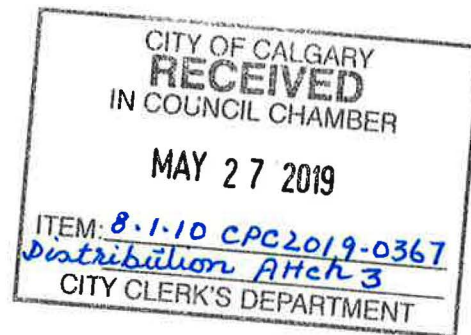 CITY OF CALGARY
RECEIVED
IN COUNCIL CHAMBER
MAY 27 2019
ITEM: 8.1.10 CPC2019-0367
Distribution Attch 3
CITY CLERK'S DEPARTMENT